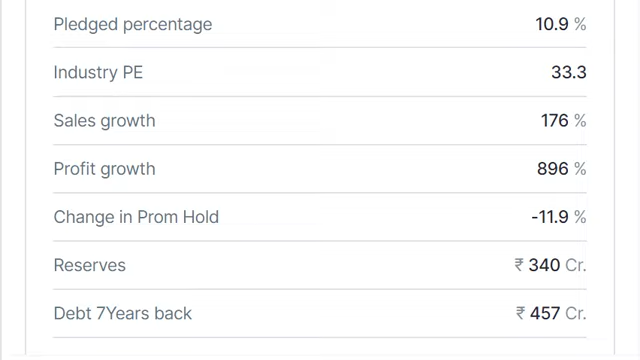 Pledged percentage 10.9 %
Industry PE 33.3
Sales growth 176 %
Profit growth 896 %
Change in Prom Hold -11.9 %
Reserves ₹ 340 Cr.
Debt 7Years back ₹ 457 Cr.